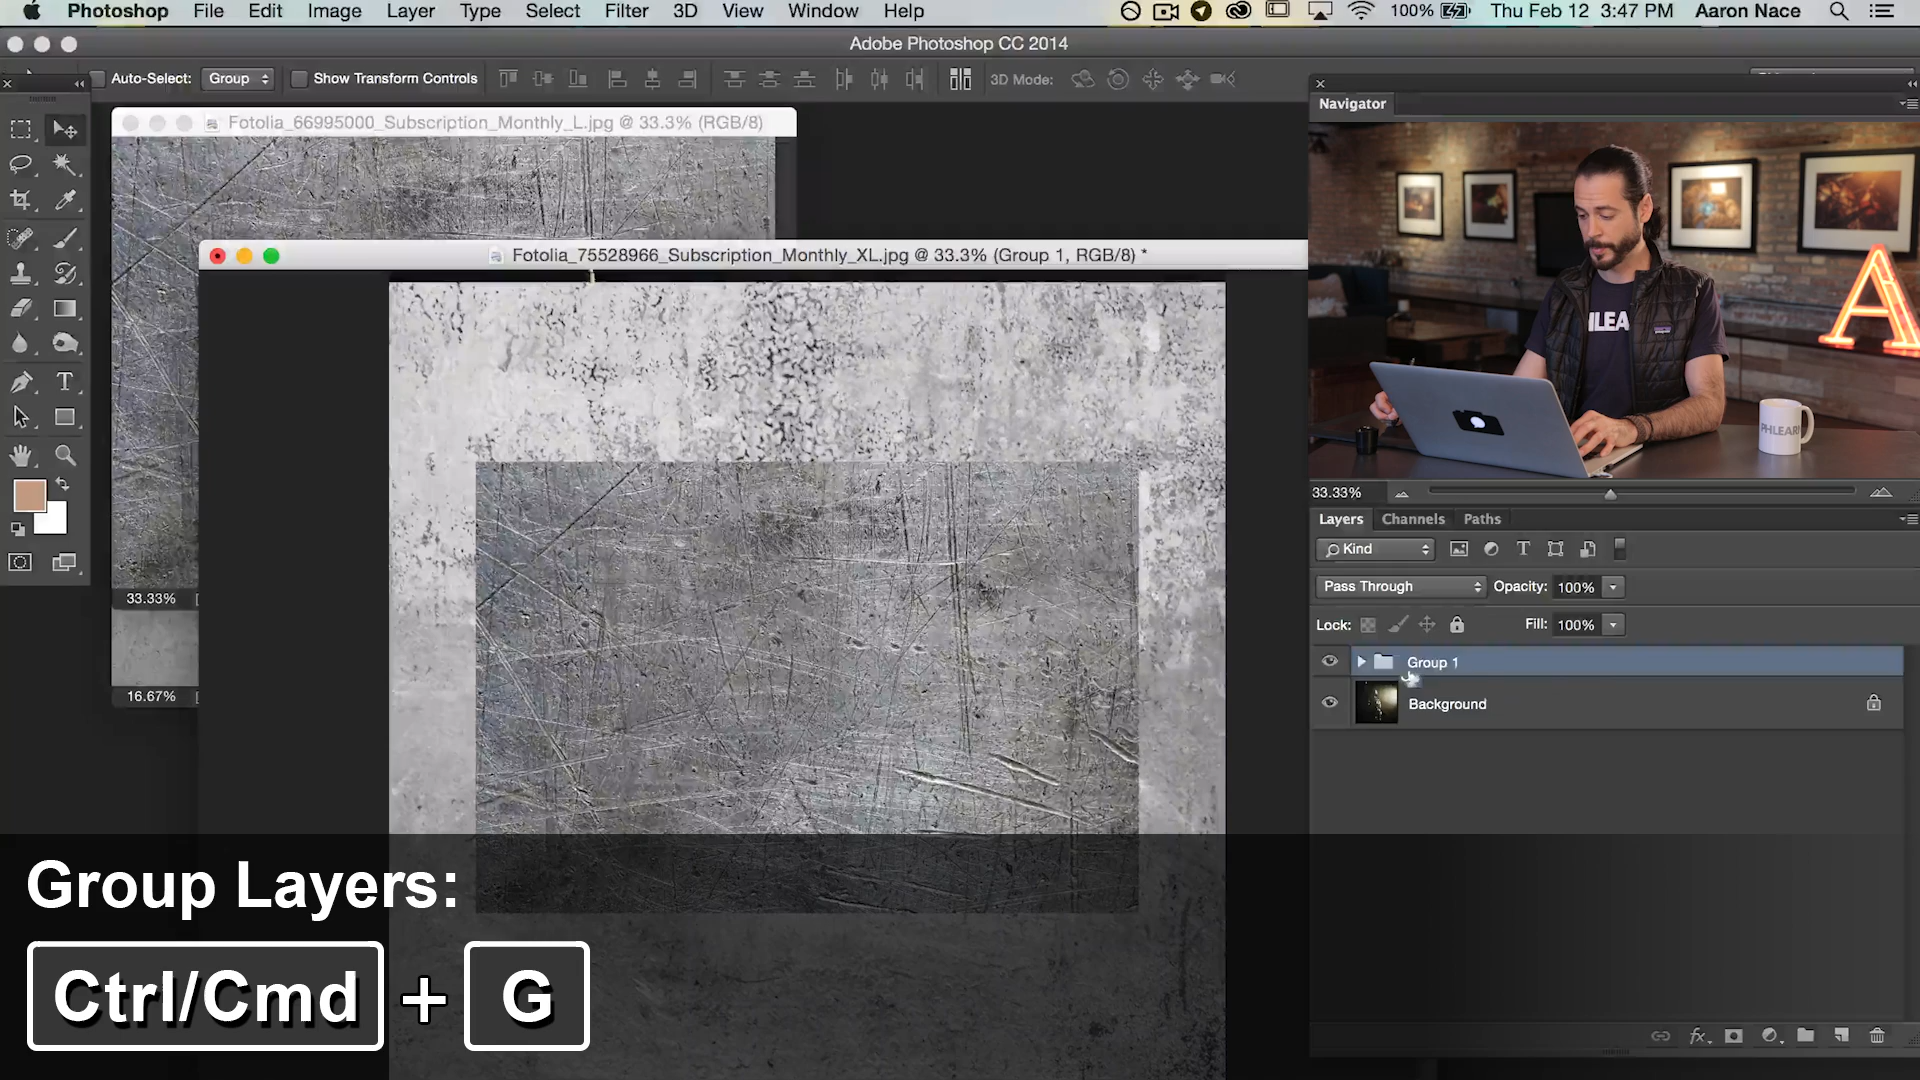 Photoshop File Edit Image Layer Type Select Filter 3D View Window Help 100% Thu Feb 12 3:47 PM Aaron Nace
Adobe Photoshop CC 2014
Auto-Select: Group Show Transform Controls 3D Mode:
Navigator
Fotolia_66995000_Subscription_Monthly_L.jpg @ 33.3% (RGB/8)
Fotolia_75528966_Subscription_Monthly_XL.jpg @ 33.3% (Group 1, RGB/8) *
A
PHLEARN
33.33%
Layers Channels Paths
Kind
Pass Through Opacity: 100%
Lock: Fill: 100%
Group 1
Background
33.33%
16.67%
Group Layers:
Ctrl/Cmd + G